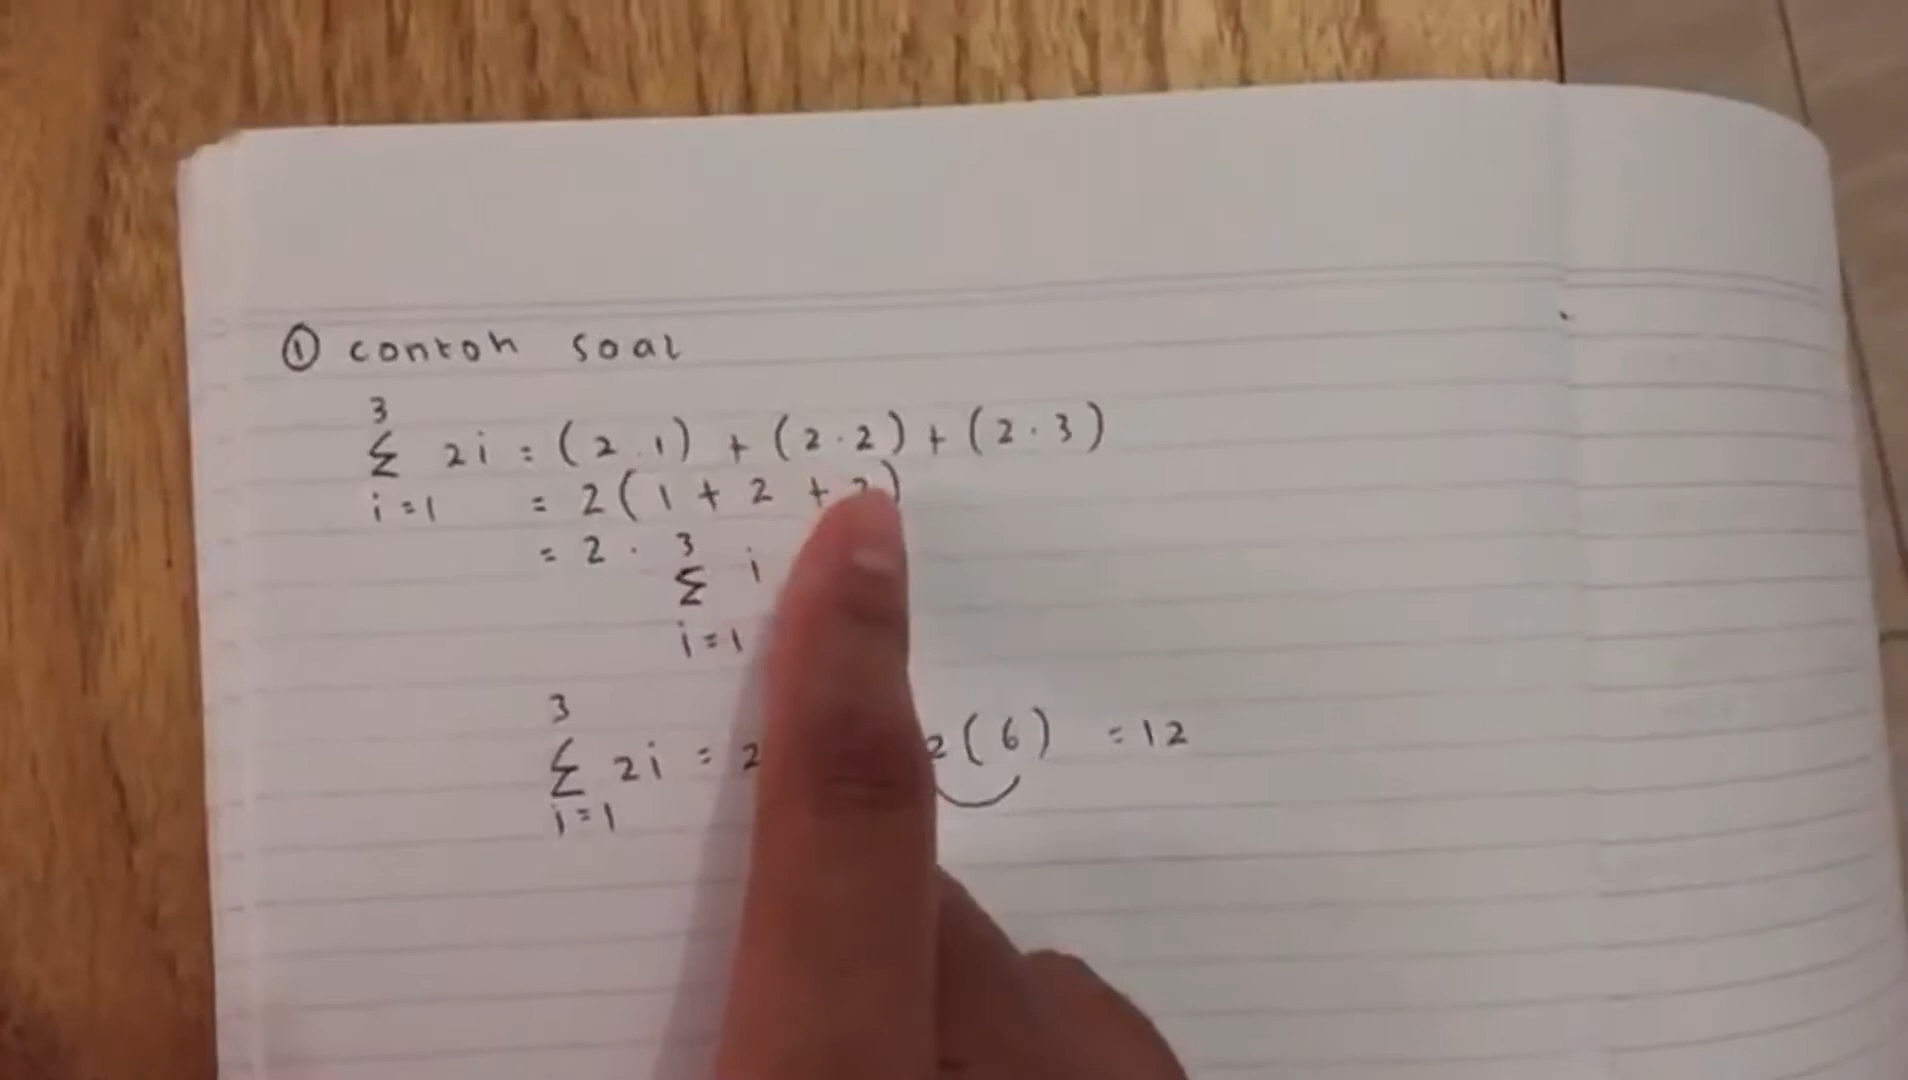 ① contoh soal
3
Σ 2i = (2.1) + (2.2) + (2.3)
i=1 = 2(1 + 2 + )
= 2 . 3
Σ i
i=1
3
Σ 2i = 2 2(6) = 12
i=1